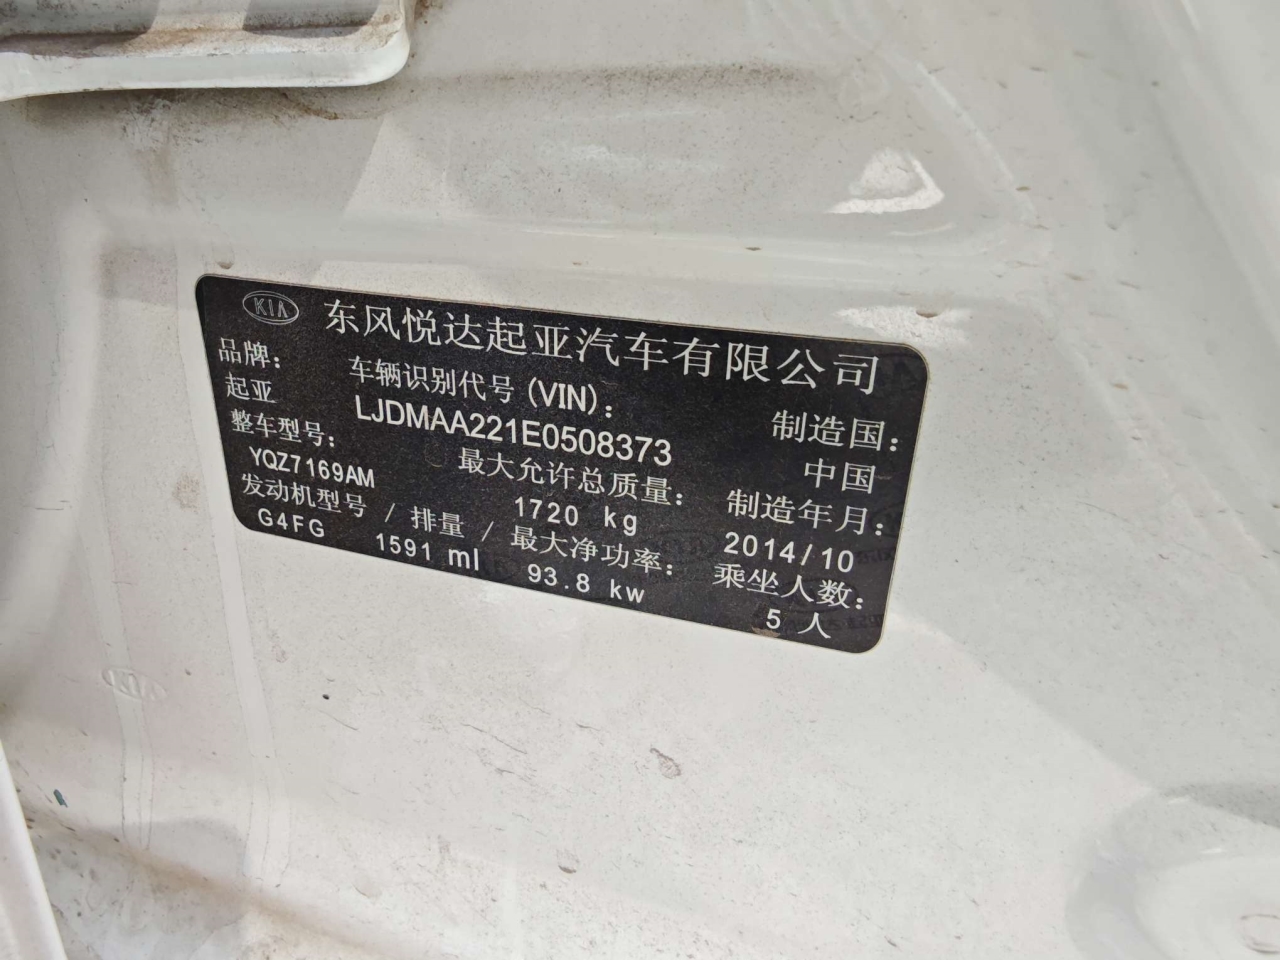 KIA 东风悦达起亚汽车有限公司
品牌: 车辆识别代号(VIN): 制造国:
起亚 LJDMAA221E0508373 中国
整车型号: 最大允许总质量: 制造年月:
YQZ7169AM 1720 kg 2014/10
发动机型号 / 排量 / 最大净功率: 乘坐人数:
G4FG 1591 ml 93.8 kw 5 人